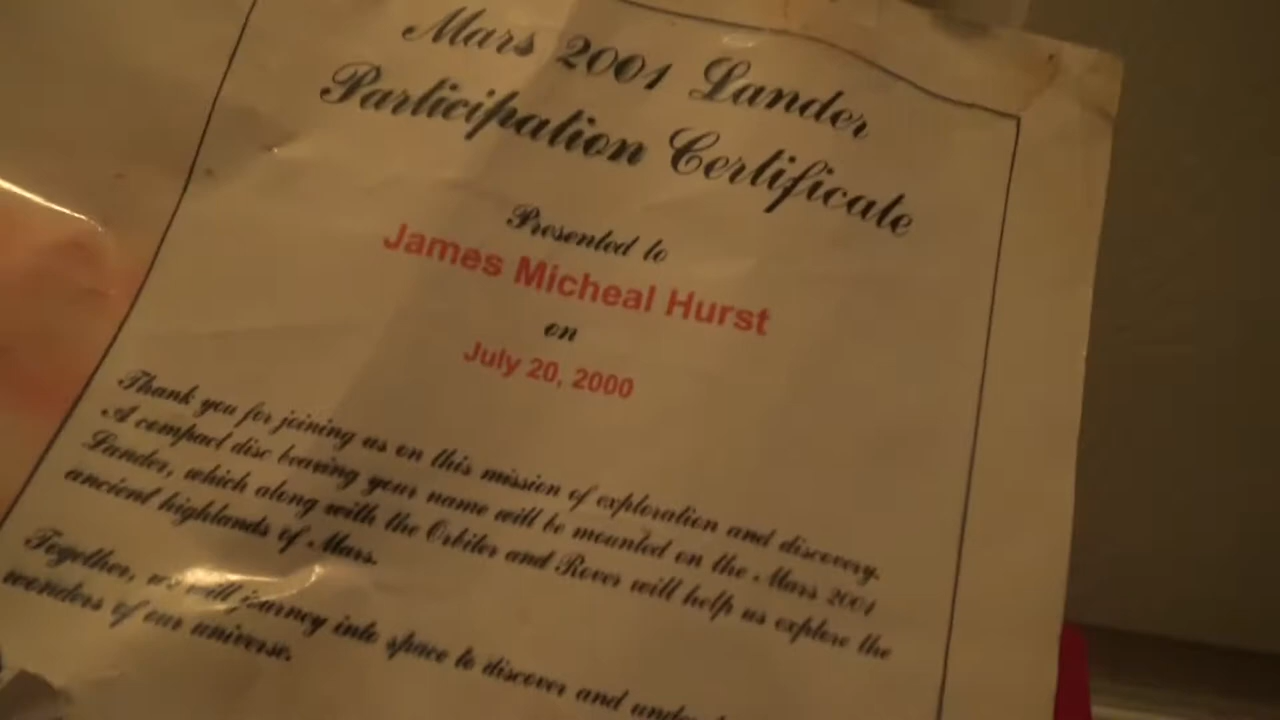 Mars 2001 Lander
Participation Certificate
Presented to
James Micheal Hurst
on
July 20, 2000
Thank you for joining us on this mission of exploration and discovery.
A compact disc bearing your name will be mounted on the Mars 2001
Lander, which along with the Orbiter and Rover will help us explore the
ancient highlands of Mars.
Together, we will journey into space to discover and
wonders of our universe.